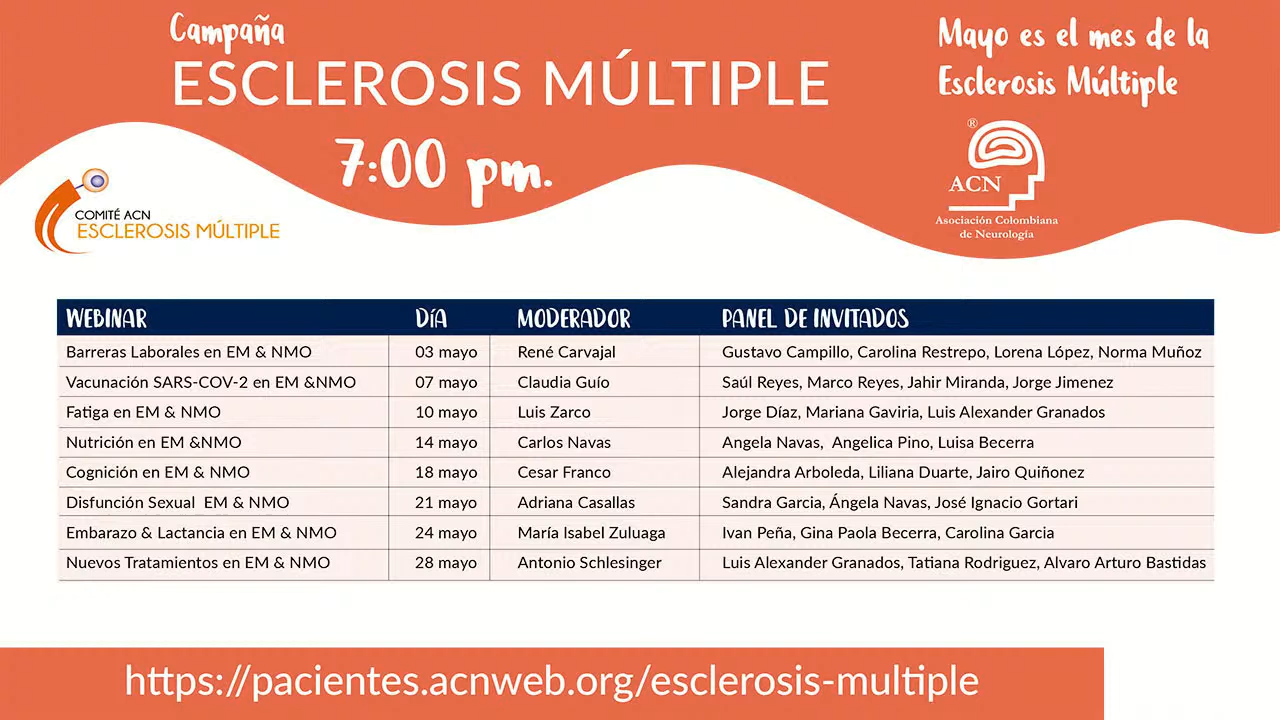 Campaña
ESCLEROSIS MÚLTIPLE
7:00 pm.
Mayo es el mes de la
Esclerosis Múltiple
®
ACN
Asociación Colombiana
de Neurología
COMITÉ ACN
ESCLEROSIS MÚLTIPLE
WEBINAR DÍA MODERADOR PANEL DE INVITADOS
Barreras Laborales en EM & NMO 03 mayo René Carvajal Gustavo Campillo, Carolina Restrepo, Lorena López, Norma Muñoz
Vacunación SARS-COV-2 en EM &NMO 07 mayo Claudia Guío Saúl Reyes, Marco Reyes, Jahir Miranda, Jorge Jimenez
Fatiga en EM & NMO 10 mayo Luis Zarco Jorge Díaz, Mariana Gaviria, Luis Alexander Granados
Nutrición en EM &NMO 14 mayo Carlos Navas Angela Navas, Angelica Pino, Luisa Becerra
Cognición en EM & NMO 18 mayo Cesar Franco Alejandra Arboleda, Liliana Duarte, Jairo Quiñonez
Disfunción Sexual EM & NMO 21 mayo Adriana Casallas Sandra Garcia, Ángela Navas, José Ignacio Gortari
Embarazo & Lactancia en EM & NMO 24 mayo María Isabel Zuluaga Ivan Peña, Gina Paola Becerra, Carolina Garcia
Nuevos Tratamientos en EM & NMO 28 mayo Antonio Schlesinger Luis Alexander Granados, Tatiana Rodriguez, Alvaro Arturo Bastidas
https://pacientes.acnweb.org/esclerosis-multiple